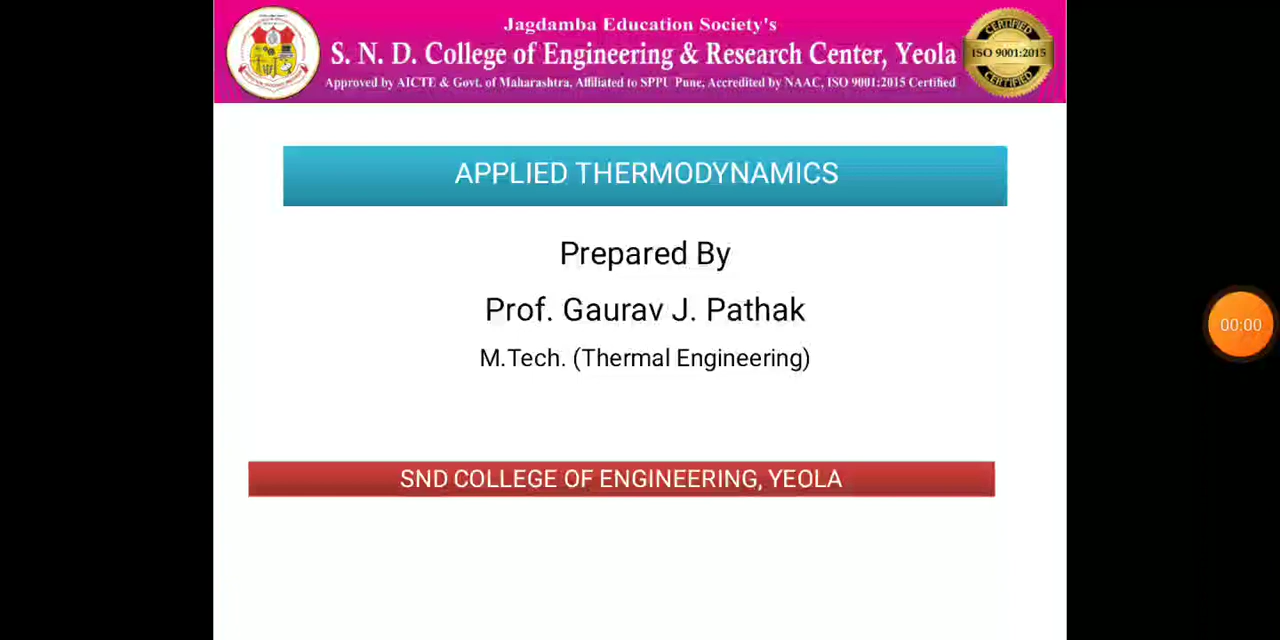 Jagdamba Education Society's
S. N. D. College of Engineering & Research Center, Yeola
Approved by AICTE & Govt. of Maharashtra, Affiliated to SPPU Pune, Accredited by NAAC, ISO 9001:2015 Certified
CERTIFIED
ISO 9001:2015
CERTIFIED
APPLIED THERMODYNAMICS
Prepared By
Prof. Gaurav J. Pathak
M.Tech. (Thermal Engineering)
00:00
SND COLLEGE OF ENGINEERING, YEOLA